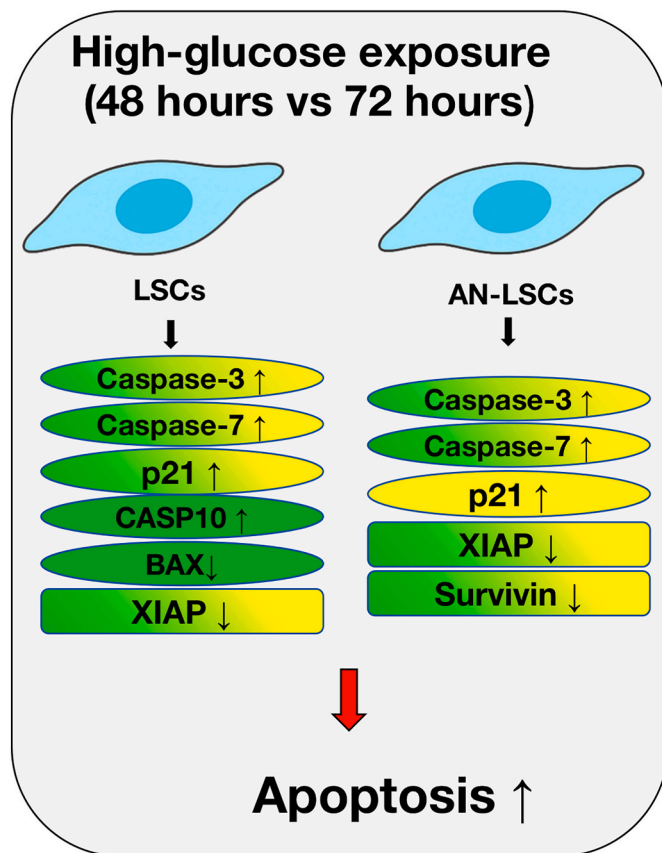 High-glucose exposure
(48 hours vs 72 hours)
LSCs
Caspase-3 ↑
Caspase-7 ↑
p21 ↑
CASP10 ↑
BAX↓
XIAP ↓
AN-LSCs
Caspase-3 ↑
Caspase-7 ↑
p21 ↑
XIAP ↓
Survivin ↓
Apoptosis ↑